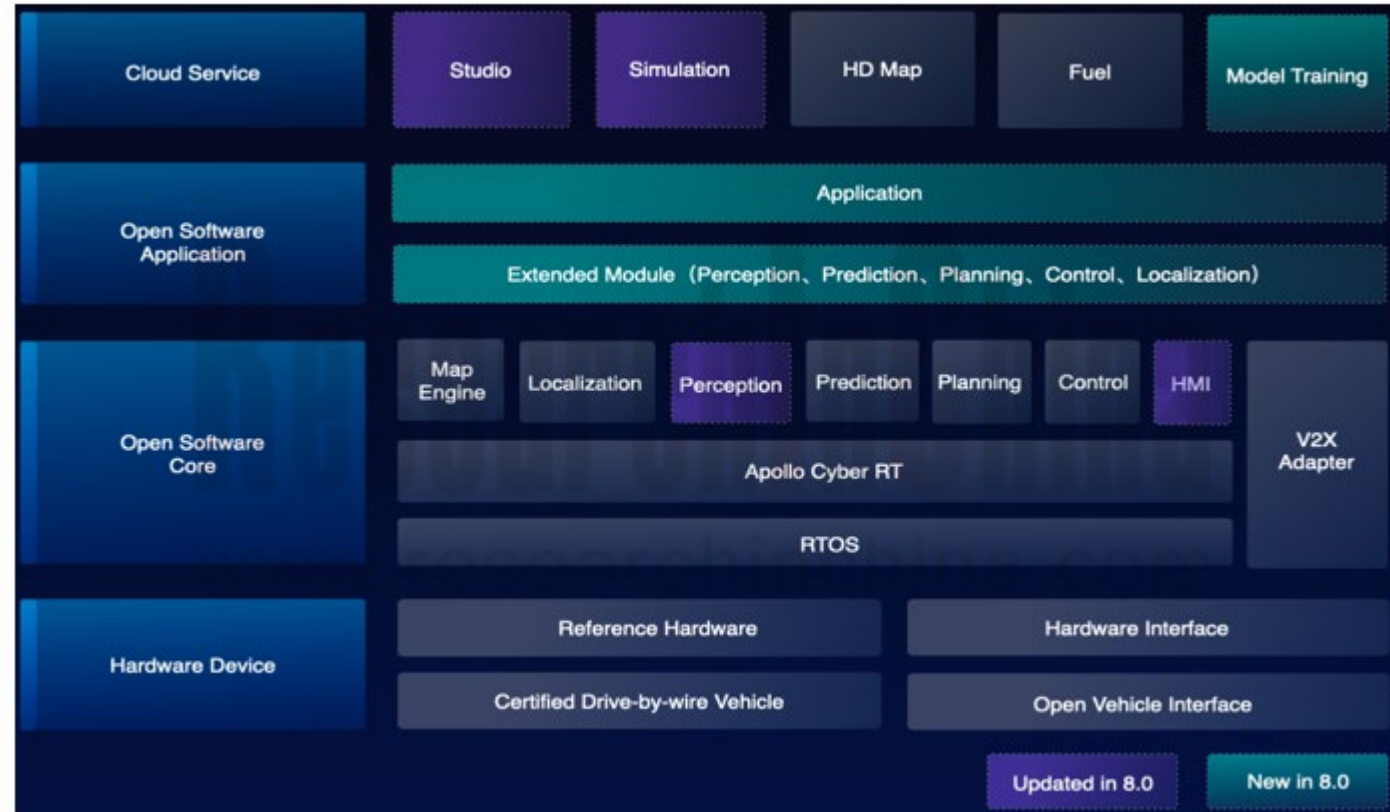 Cloud Service
Studio
Simulation
HD Map
Fuel
Model Training
Open Software
Application
Application
Extended Module（Perception、Prediction、Planning、Control、Localization）
Open Software
Core
Map
Engine
Localization
Perception
Prediction
Planning
Control
HMI
V2X
Adapter
Apollo Cyber RT
RTOS
Hardware Device
Reference Hardware
Hardware Interface
Certified Drive-by-wire Vehicle
Open Vehicle Interface
Updated in 8.0
New in 8.0